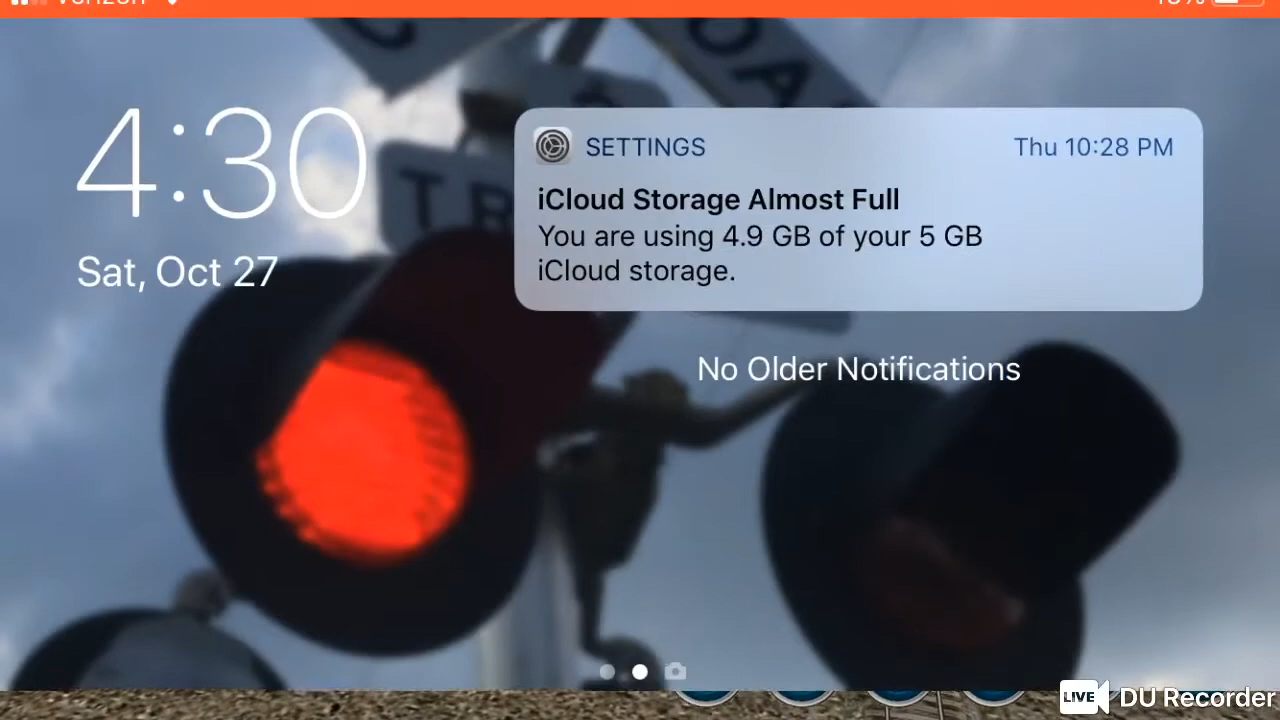 4:30
Sat, Oct 27
SETTINGS
Thu 10:28 PM
iCloud Storage Almost Full
You are using 4.9 GB of your 5 GB
iCloud storage.
No Older Notifications
TR
LIVE
DU Recorder